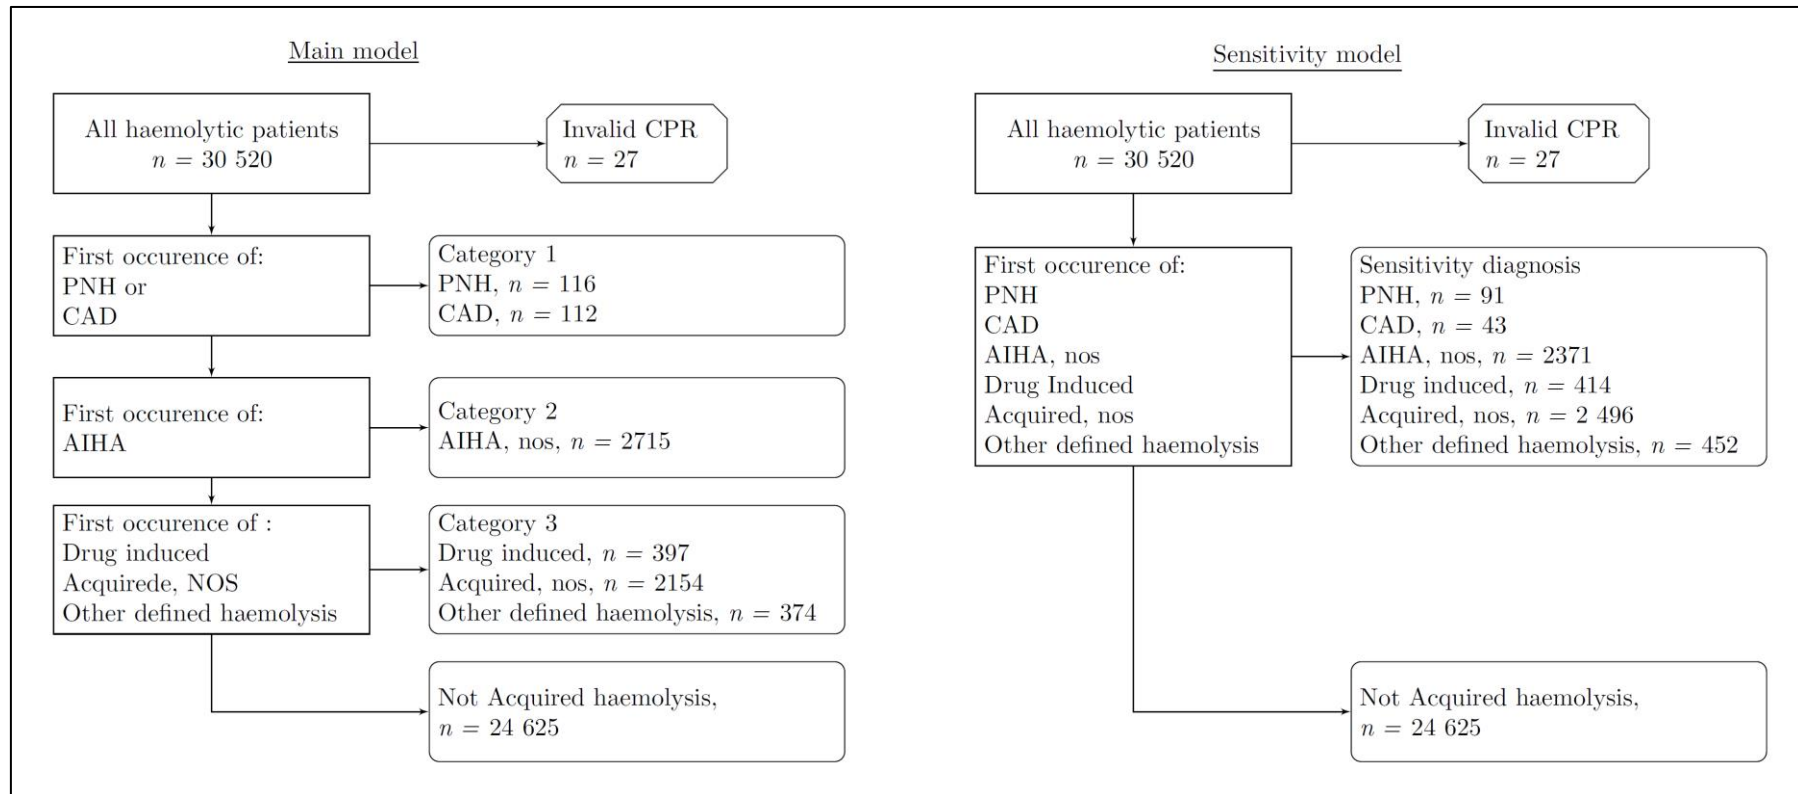 Main model
All haemolytic patients
n = 30 520
Invalid CPR
n = 27
First occurence of:
PNH or
CAD
Category 1
PNH, n = 116
CAD, n = 112
First occurence of:
AIHA
Category 2
AIHA, nos, n = 2715
First occurence of :
Drug induced
Acquirede, NOS
Other defined haemolysis
Category 3
Drug induced, n = 397
Acquired, nos, n = 2154
Other defined haemolysis, n = 374
Not Acquired haemolysis,
n = 24 625
Sensitivity model
All haemolytic patients
n = 30 520
Invalid CPR
n = 27
First occurence of:
PNH
CAD
AIHA, nos
Drug Induced
Acquired, nos
Other defined haemolysis
Sensitivity diagnosis
PNH, n = 91
CAD, n = 43
AIHA, nos, n = 2371
Drug induced, n = 414
Acquired, nos, n = 2 496
Other defined haemolysis, n = 452
Not Acquired haemolysis,
n = 24 625